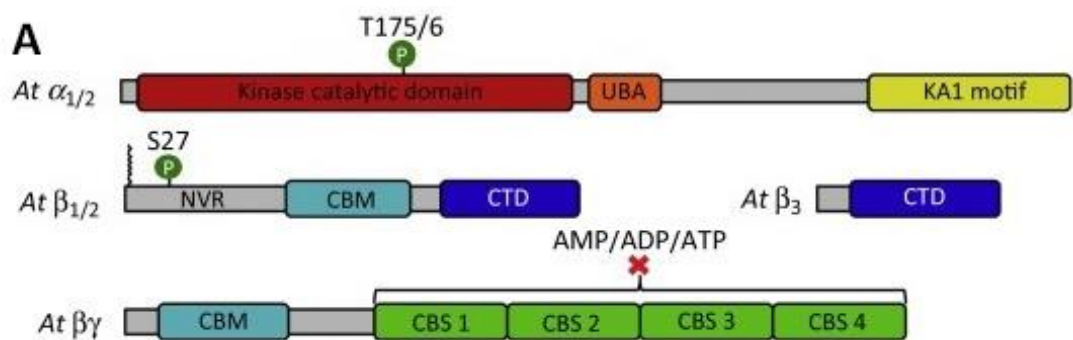 A
T175/6
P
At α1/2 Kinase catalytic domain UBA KA1 motif
S27
P
At β1/2 NVR CBM CTD At β3 CTD
AMP/ADP/ATP
At βγ CBM CBS 1 CBS 2 CBS 3 CBS 4